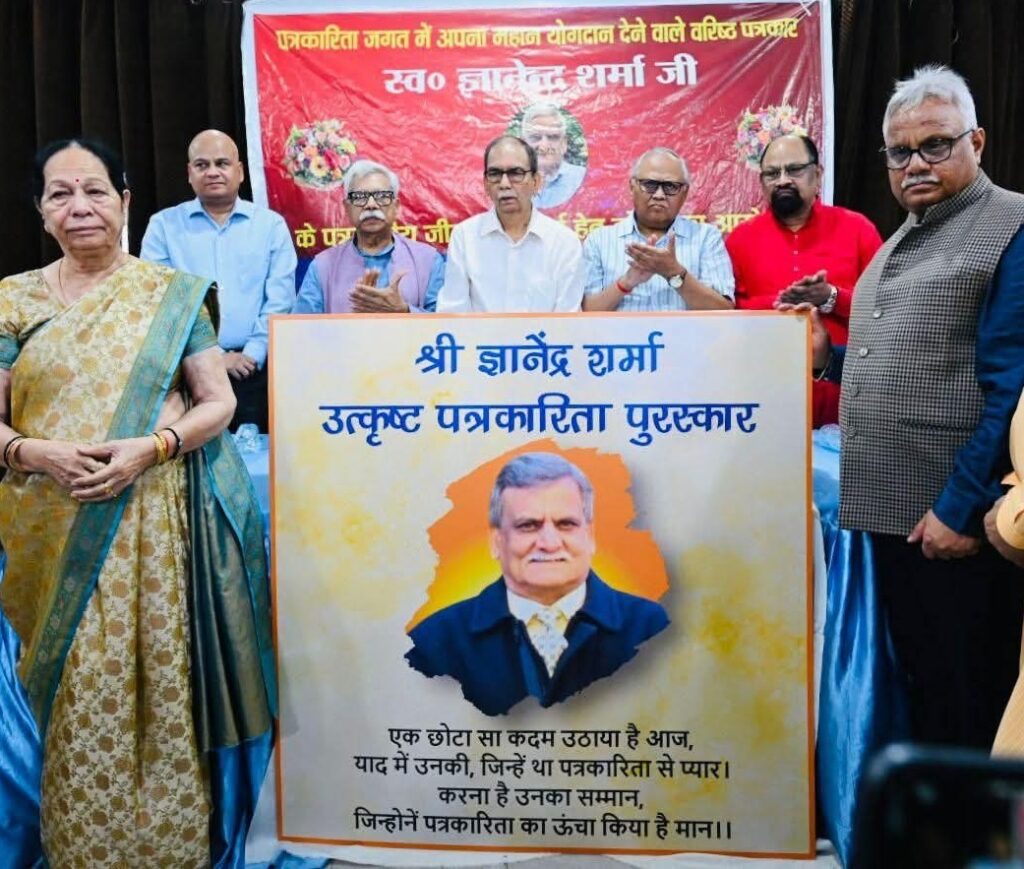 पत्रकारिता जगत में अपना महान योगदान देने वाले वरिष्ठ पत्रकार
स्व० ज्ञानेन्द्र शर्मा जी
के
श्री ज्ञानेंद्र शर्मा
उत्कृष्ट पत्रकारिता पुरस्कार
एक छोटा सा कदम उठाया है आज,
याद में उनकी, जिन्हें था पत्रकारिता से प्यार।
करना है उनका सम्मान,
जिन्होनें पत्रकारिता का ऊंचा किया है मान।।